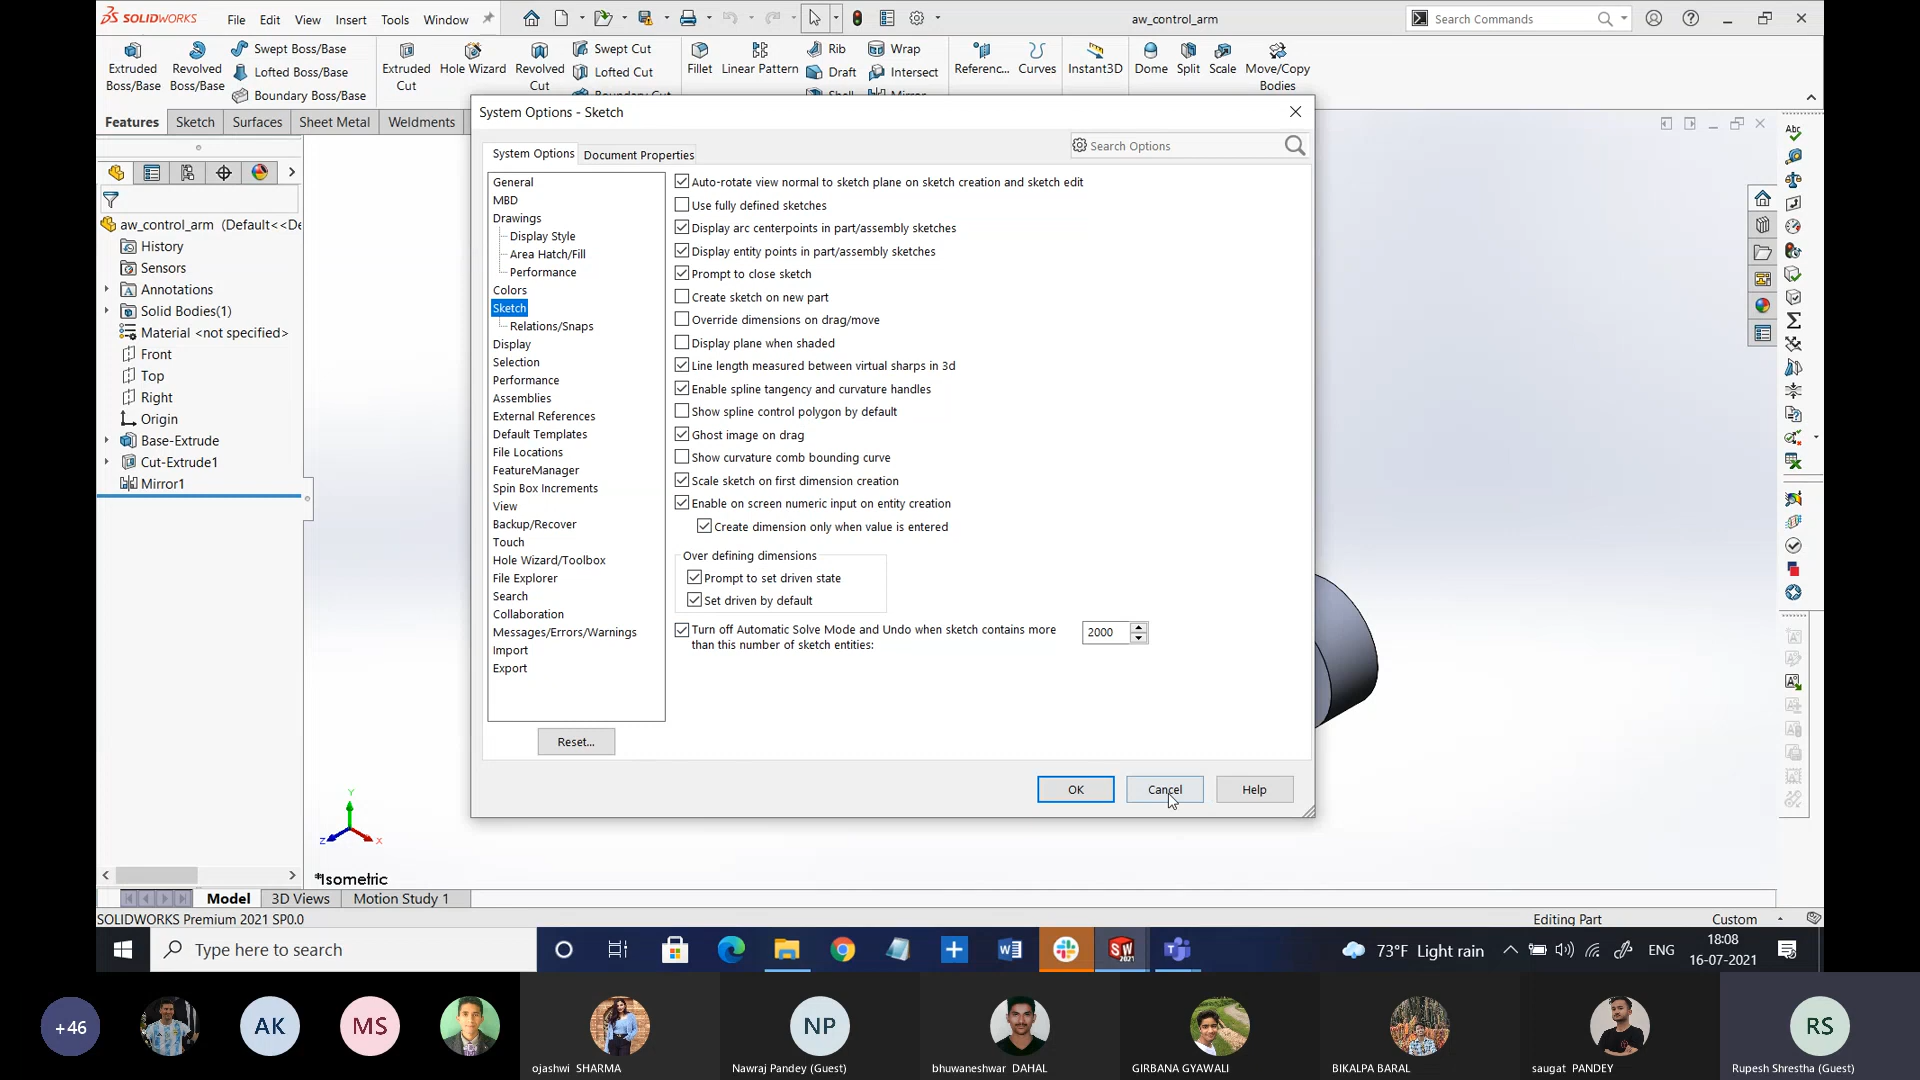 SOLIDWORKS File Edit View Insert Tools Window aw_control_arm Search Commands
Extruded Boss/Base Revolved Boss/Base Swept Boss/Base Lofted Boss/Base Boundary Boss/Base Extruded Cut Hole Wizard Revolved Cut Swept Cut Lofted Cut Boundary Cut Fillet Linear Pattern Rib Draft Shell Wrap Intersect Mirror Referenc... Curves Instant3D Dome Split Scale Move/Copy Bodies
Features Sketch Surfaces Sheet Metal Weldments
aw_control_arm (Default<<De
History
Sensors
Annotations
Solid Bodies(1)
Material <not specified>
Front
Top
Right
Origin
Base-Extrude
Cut-Extrude1
Mirror1
System Options - Sketch
System Options Document Properties
Search Options
General
MBD
Drawings
Display Style
Area Hatch/Fill
Performance
Colors
Sketch
Relations/Snaps
Display
Selection
Performance
Assemblies
External References
Default Templates
File Locations
FeatureManager
Spin Box Increments
View
Backup/Recover
Touch
Hole Wizard/Toolbox
File Explorer
Search
Collaboration
Messages/Errors/Warnings
Import
Export
Reset...
Auto-rotate view normal to sketch plane on sketch creation and sketch edit
Use fully defined sketches
Display arc centerpoints in part/assembly sketches
Display entity points in part/assembly sketches
Prompt to close sketch
Create sketch on new part
Override dimensions on drag/move
Display plane when shaded
Line length measured between virtual sharps in 3d
Enable spline tangency and curvature handles
Show spline control polygon by default
Ghost image on drag
Show curvature comb bounding curve
Scale sketch on first dimension creation
Enable on screen numeric input on entity creation
Create dimension only when value is entered
Over defining dimensions
Prompt to set driven state
Set driven by default
Turn off Automatic Solve Mode and Undo when sketch contains more
than this number of sketch entities:
2000
OK Cancel Help
Abc
Y
Z X
*Isometric
Model 3D Views Motion Study 1
SOLIDWORKS Premium 2021 SP0.0 Editing Part Custom
Type here to search
SW 2021
73°F Light rain ENG
18:08
16-07-2021
+46 AK MS NP RS
ojashwi SHARMA
Nawraj Pandey (Guest)
bhuwaneshwar DAHAL
GIRBANA GYAWALI
BIKALPA BARAL
saugat PANDEY
Rupesh Shrestha (Guest)